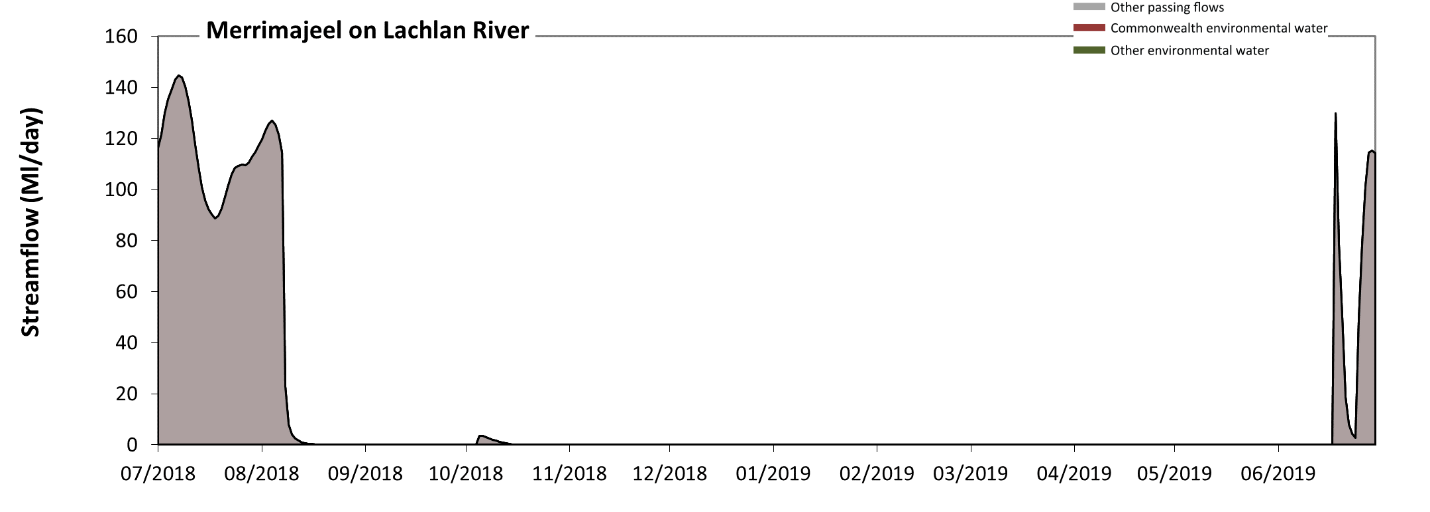 Other passing flows
Commonwealth environmental water
Other environmental water
Merrimajeel on Lachlan River
Streamflow (Ml/day)
160
140
120
100
80
60
40
20
0
07/2018 08/2018 09/2018 10/2018 11/2018 12/2018 01/2019 02/2019 03/2019 04/2019 05/2019 06/2019